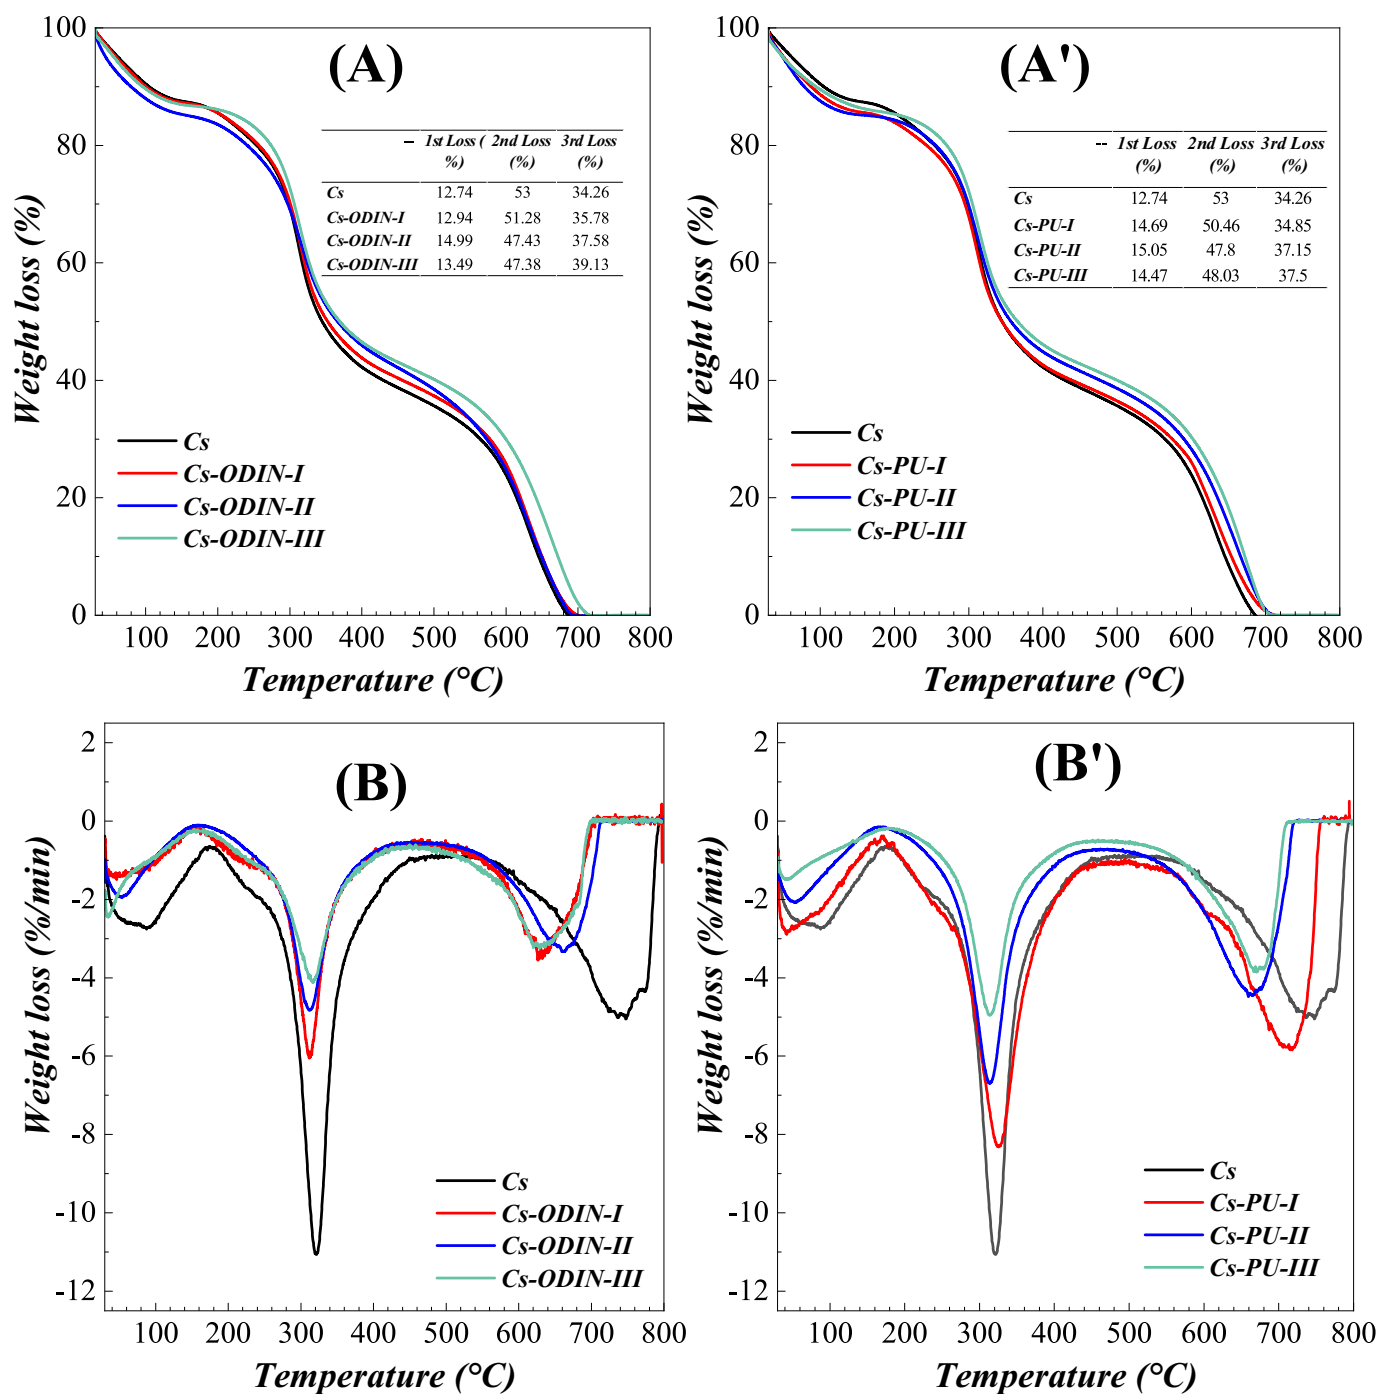 (A)
100
80
60
40
20
0
Weight loss (%)
– 1st Loss ( 2nd Loss 3rd Loss
%) (%) (%)
Cs 12.74 53 34.26
Cs-ODIN-I 12.94 51.28 35.78
Cs-ODIN-II 14.99 47.43 37.58
Cs-ODIN-III 13.49 47.38 39.13
Cs
Cs-ODIN-I
Cs-ODIN-II
Cs-ODIN-III
100 200 300 400 500 600 700 800
Temperature (°C)
(A')
100
80
60
40
20
0
Weight loss (%)
-- 1st Loss 2nd Loss 3rd Loss
(%) (%) (%)
Cs 12.74 53 34.26
Cs-PU-I 14.69 50.46 34.85
Cs-PU-II 15.05 47.8 37.15
Cs-PU-III 14.47 48.03 37.5
Cs
Cs-PU-I
Cs-PU-II
Cs-PU-III
100 200 300 400 500 600 700 800
Temperature (°C)
(B)
2
0
-2
-4
-6
-8
-10
-12
Weight loss (%/min)
Cs
Cs-ODIN-I
Cs-ODIN-II
Cs-ODIN-III
100 200 300 400 500 600 700 800
Temperature (°C)
(B')
2
0
-2
-4
-6
-8
-10
-12
Weight loss (%/min)
Cs
Cs-PU-I
Cs-PU-II
Cs-PU-III
100 200 300 400 500 600 700 800
Temperature (°C)